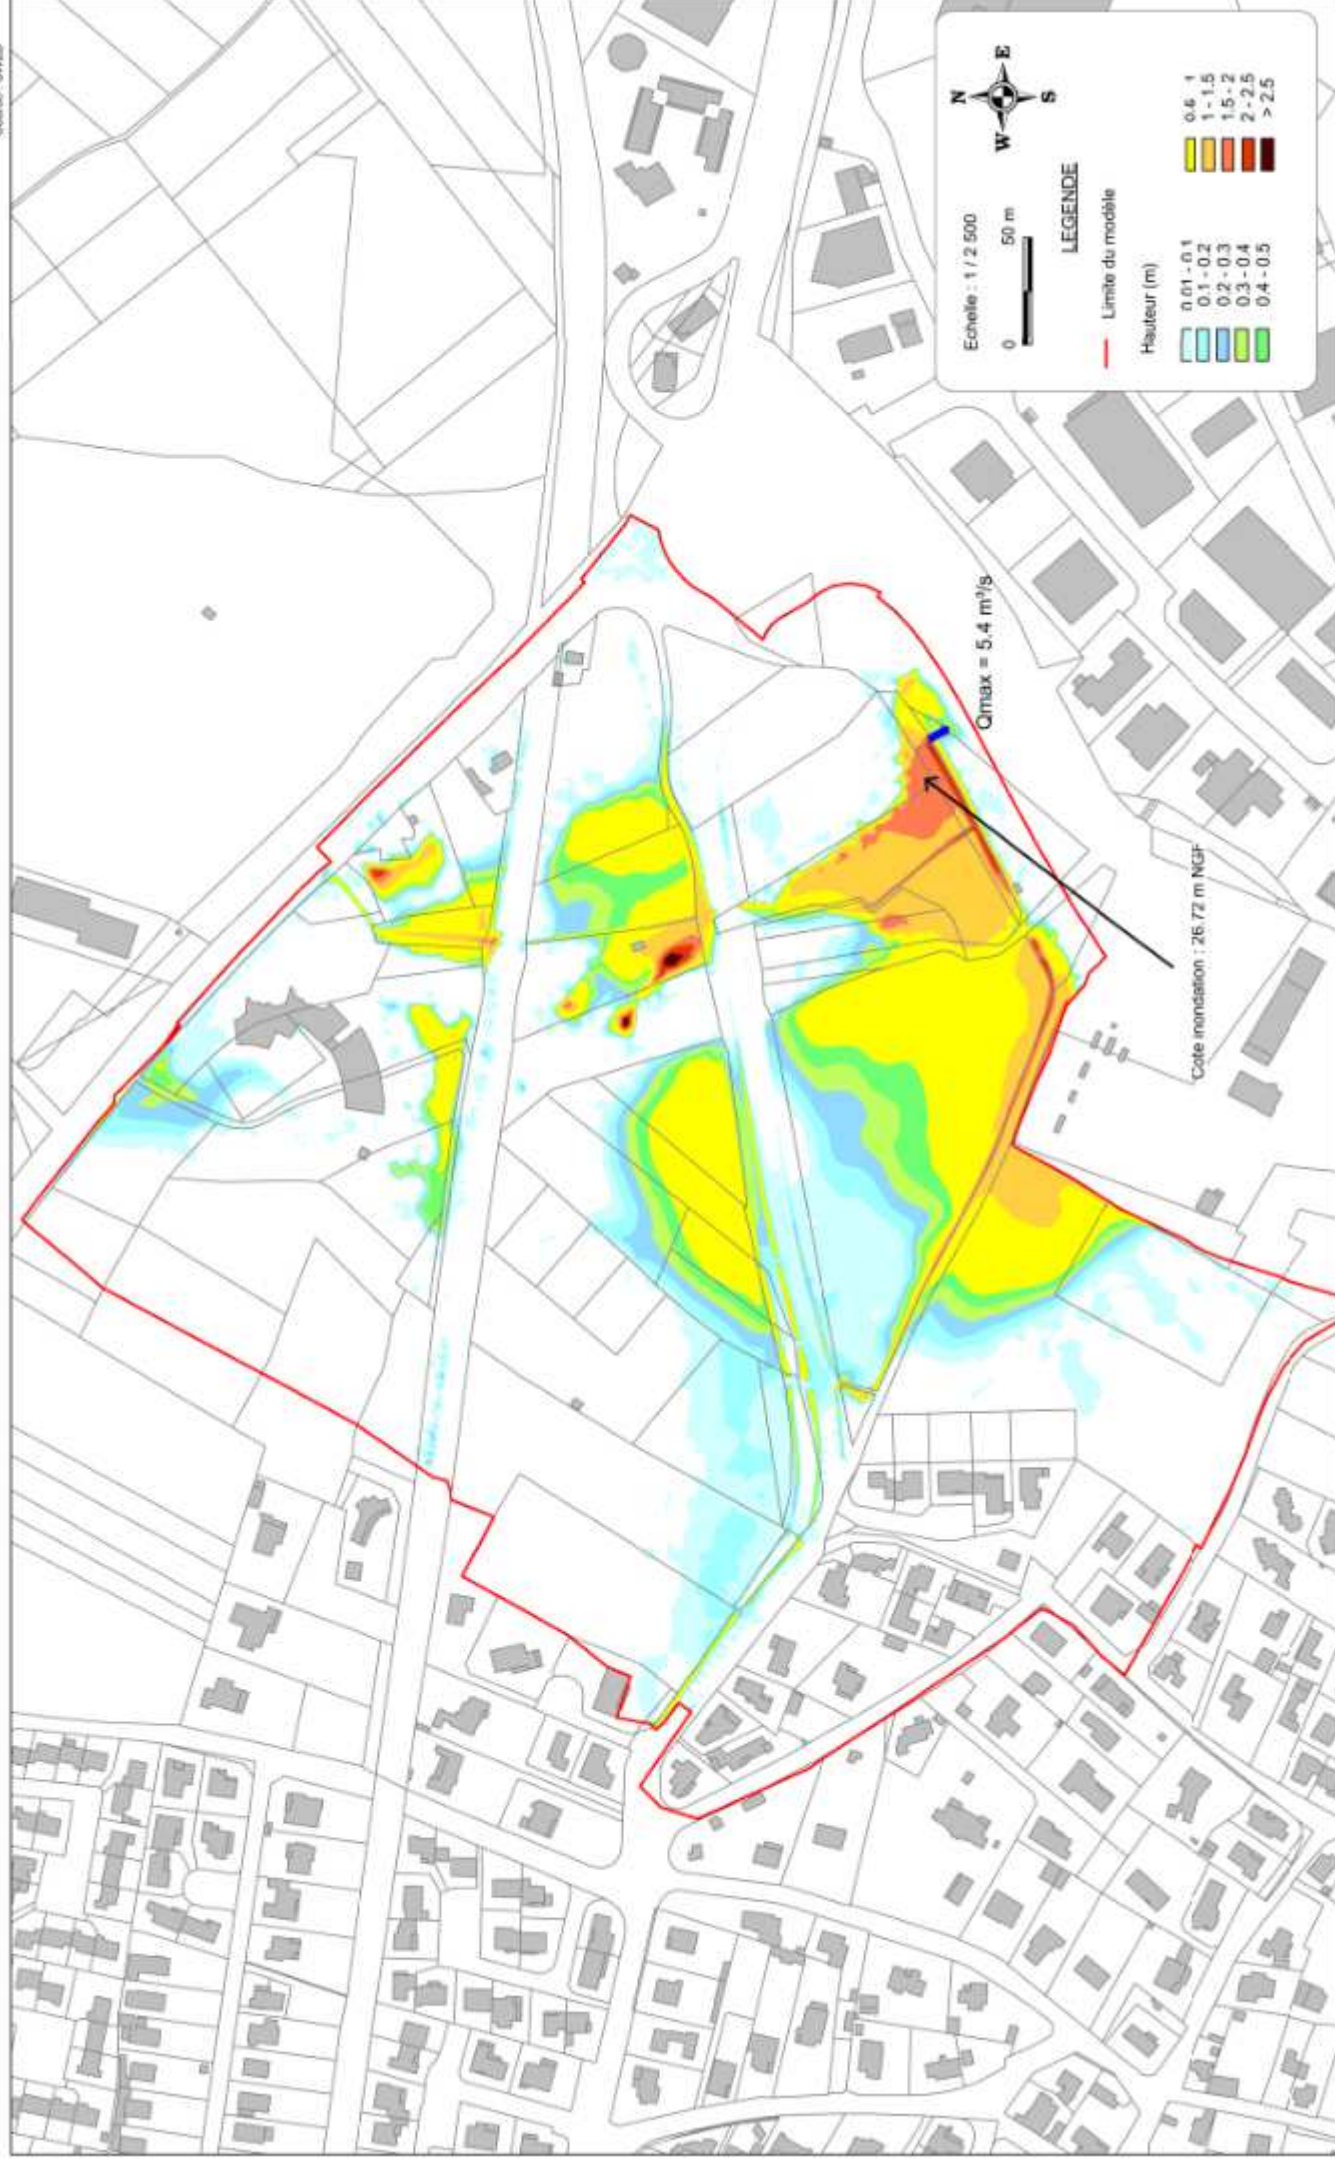 N
W E
S
Echelle : 1 / 2 500
0 50 m
LEGENDE
Limite du modèle
Hauteur (m)
0.01 - 0.1
0.1 - 0.2
0.2 - 0.3
0.3 - 0.4
0.4 - 0.5
0.6 1
1 - 1.5
1.5 - 2
2 - 2.5
> 2.5
Qmax = 5.4 m³/s
Cote inondation : 26.72 m NGF